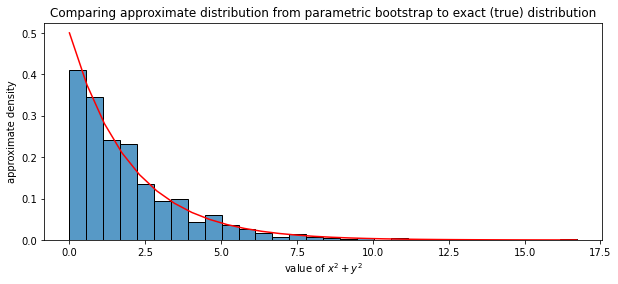 Comparing approximate distribution from parametric bootstrap to exact (true) distribution
approximate density
0.5
0.4
0.3
0.2
0.1
0.0
0.0 2.5 5.0 7.5 10.0 12.5 15.0 17.5
value of x² + y²